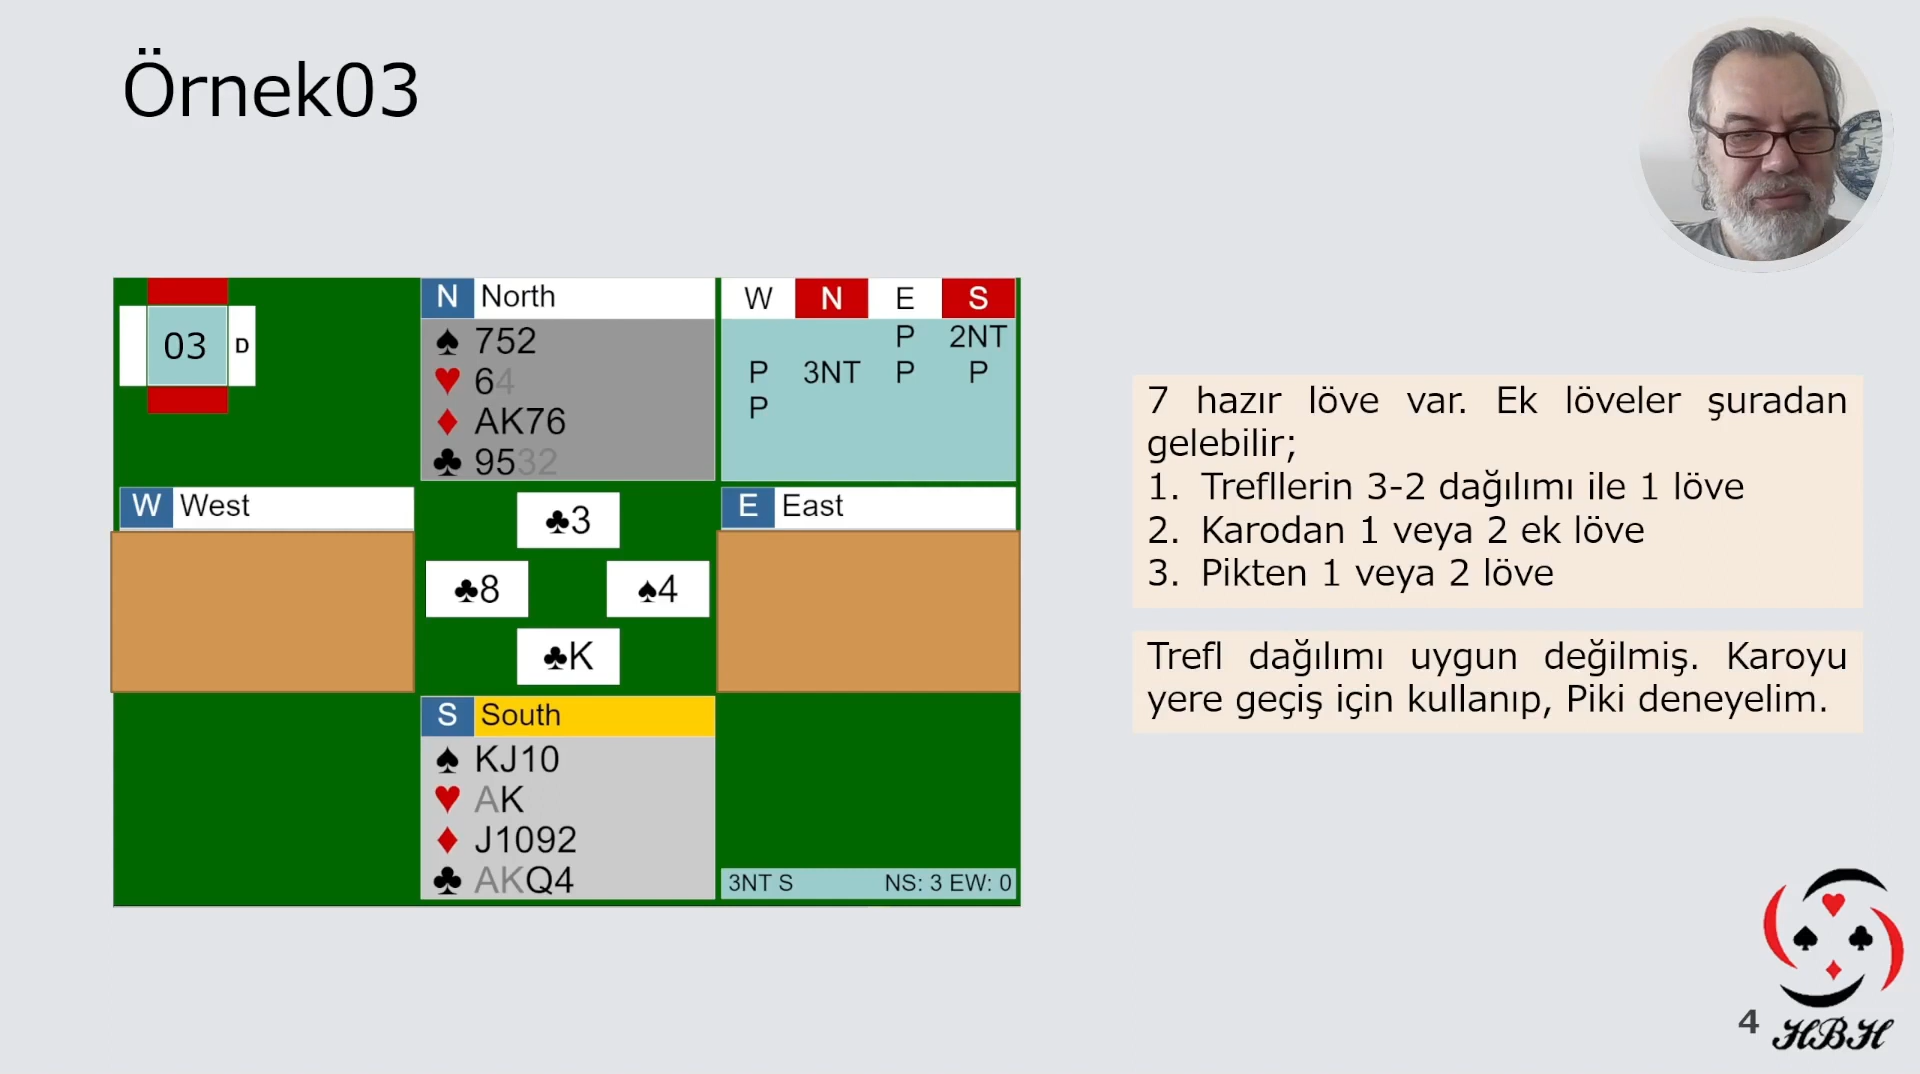 Örnek03
03 D
N North
♠ 752
♥ 64
♦ AK76
♣ 9532
W N E S
P 2NT
P 3NT P P
P
W West
E East
♣3
♣8 ♠4
♣K
S South
♠ KJ10
♥ AK
♦ J1092
♣ AKQ4
3NT S NS: 3 EW: 0
7 hazır löve var. Ek löveler şuradan
gelebilir;
1. Trefllerin 3-2 dağılımı ile 1 löve
2. Karodan 1 veya 2 ek löve
3. Pikten 1 veya 2 löve
Trefl dağılımı uygun değilmiş. Karoyu
yere geçiş için kullanıp, Piki deneyelim.
4
HBH